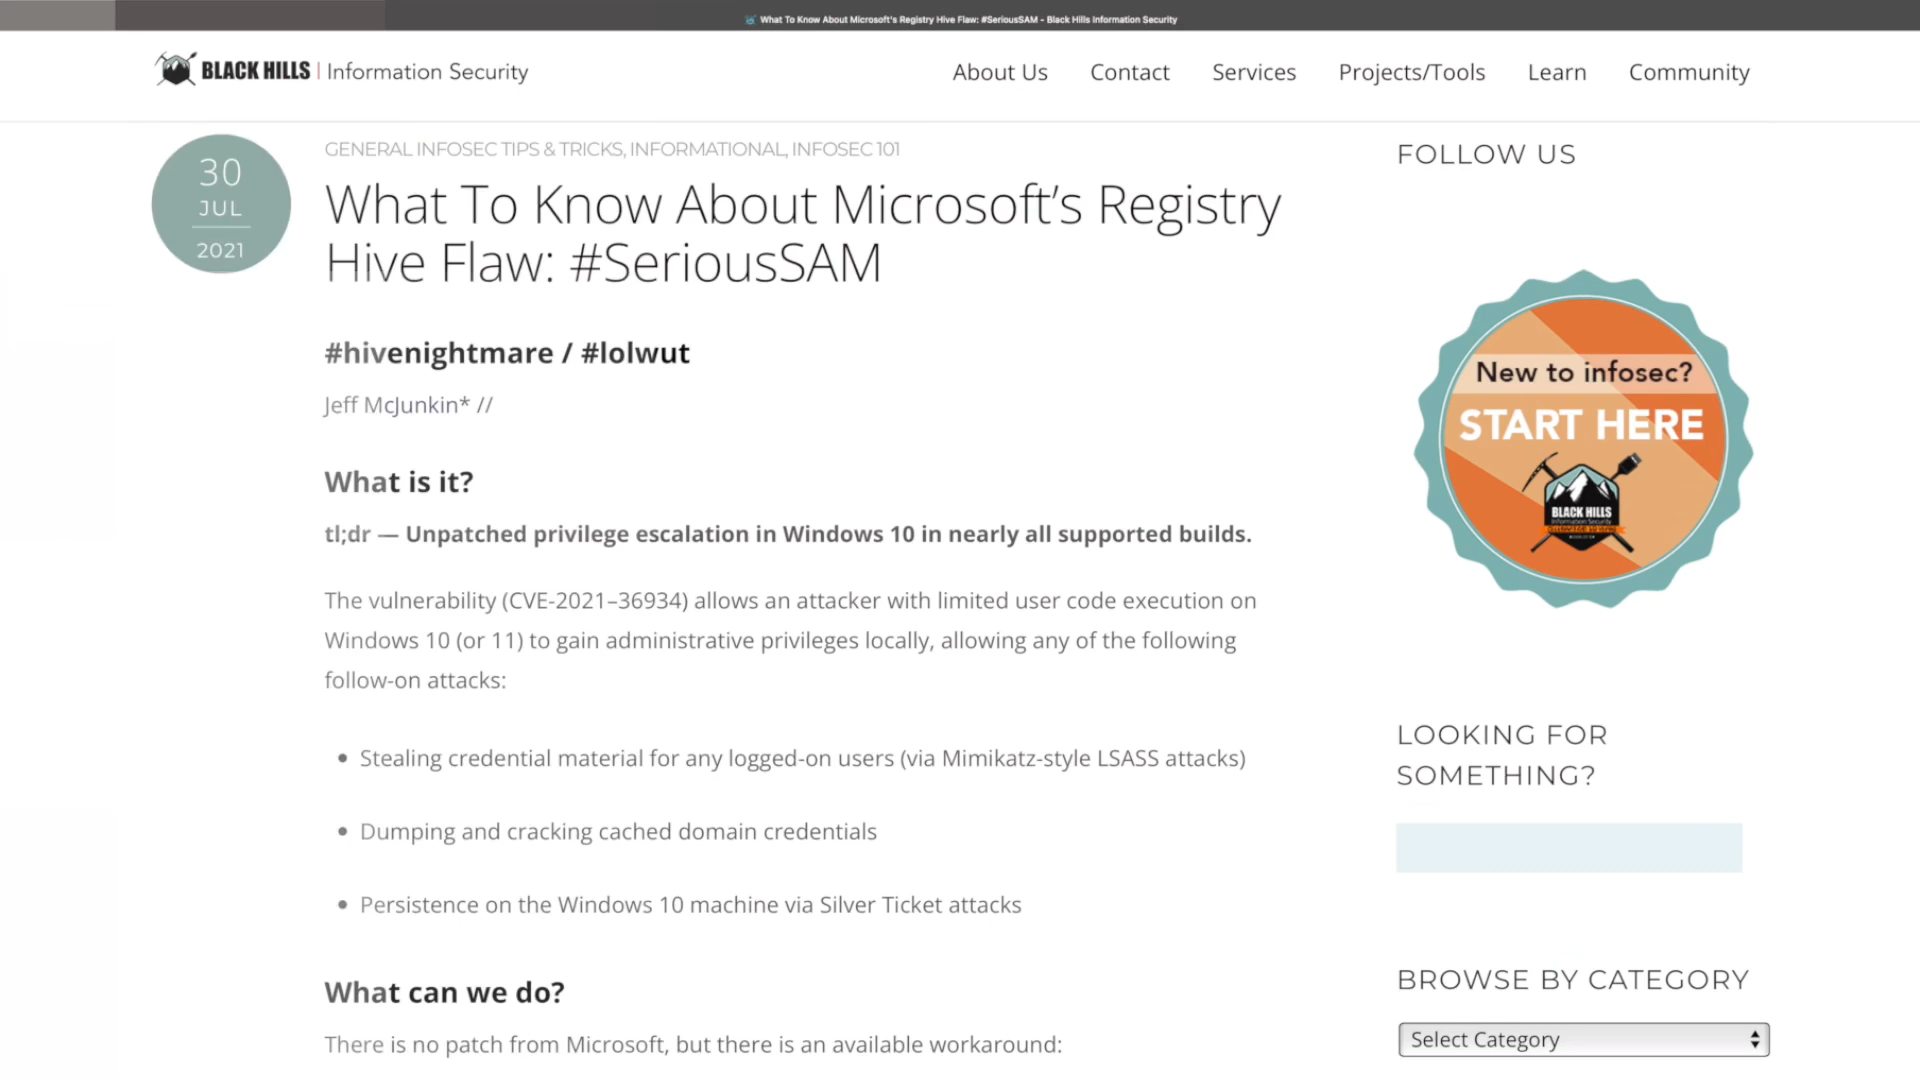 What To Know About Microsoft's Registry Hive Flaw: #SeriousSAM – Black Hills Information Security
BLACK HILLS | Information Security
About Us Contact Services Projects/Tools Learn Community
30
JUL
2021
GENERAL INFOSEC TIPS & TRICKS, INFORMATIONAL, INFOSEC 101
What To Know About Microsoft's Registry
Hive Flaw: #SeriousSAM
#hivenightmare / #lolwut
Jeff McJunkin* //
What is it?
tl;dr — Unpatched privilege escalation in Windows 10 in nearly all supported builds.
The vulnerability (CVE-2021–36934) allows an attacker with limited user code execution on
Windows 10 (or 11) to gain administrative privileges locally, allowing any of the following
follow-on attacks:
• Stealing credential material for any logged-on users (via Mimikatz-style LSASS attacks)
• Dumping and cracking cached domain credentials
• Persistence on the Windows 10 machine via Silver Ticket attacks
What can we do?
There is no patch from Microsoft, but there is an available workaround:
FOLLOW US
New to infosec?
START HERE
BLACK HILLS
Information Security
LOOKING FOR
SOMETHING?
BROWSE BY CATEGORY
Select Category